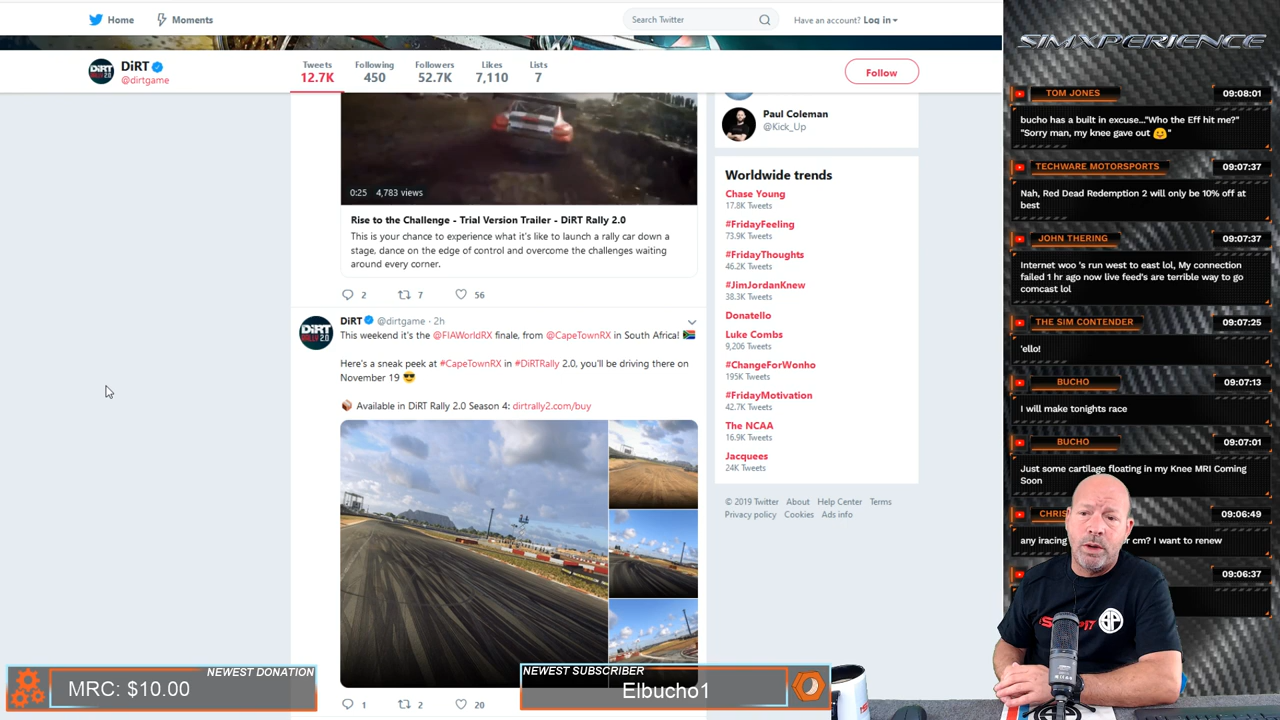 Home
Moments
Search Twitter
Have an account? Log in
SIMXPERIENCE
DiRT
@dirtgame
Tweets
12.7K
Following
450
Followers
52.7K
Likes
7,110
Lists
7
Follow
0:25 4,783 views
Rise to the Challenge - Trial Version Trailer - DiRT Rally 2.0
This is your chance to experience what it's like to launch a rally car down a
stage, dance on the edge of control and overcome the challenges waiting
around every corner.
2 7 56
DiRT @dirtgame · 2h
This weekend it's the @FIAWorldRX finale, from @CapeTownRX in South Africa! 🇿🇦
Here's a sneak peek at #CapeTownRX in #DiRTRally 2.0, you'll be driving there on
November 19 😎
📦 Available in DiRT Rally 2.0 Season 4: dirtrally2.com/buy
1 2 20
Paul Coleman
@Kick_Up
Worldwide trends
Chase Young
17.8K Tweets
#FridayFeeling
73.9K Tweets
#FridayThoughts
46.2K Tweets
#JimJordanKnew
38.3K Tweets
Donatello
Luke Combs
9,206 Tweets
#ChangeForWonho
195K Tweets
#FridayMotivation
42.7K Tweets
The NCAA
16.9K Tweets
Jacquees
24K Tweets
© 2019 Twitter About Help Center Terms
Privacy policy Cookies Ads info
TOM JONES 09:08:01
bucho has a built in excuse..."Who the Eff hit me?"
"Sorry man, my knee gave out 😀"
TECHWARE MOTORSPORTS 09:07:37
Nah, Red Dead Redemption 2 will only be 10% off at
best
JOHN THERING 09:07:37
Internet woo 's run west to east lol, My connection
failed 1 hr ago now live feed's are terrible way to go
comcast lol
THE SIM CONTENDER 09:07:25
'ello!
BUCHO 09:07:13
I will make tonights race
BUCHO 09:07:01
Just some cartilage floating in my Knee MRI Coming
Soon
CHRIS 09:06:49
any iracing cm? I want to renew
09:06:37
NEWEST DONATION
MRC: $10.00
NEWEST SUBSCRIBER
Elbucho1